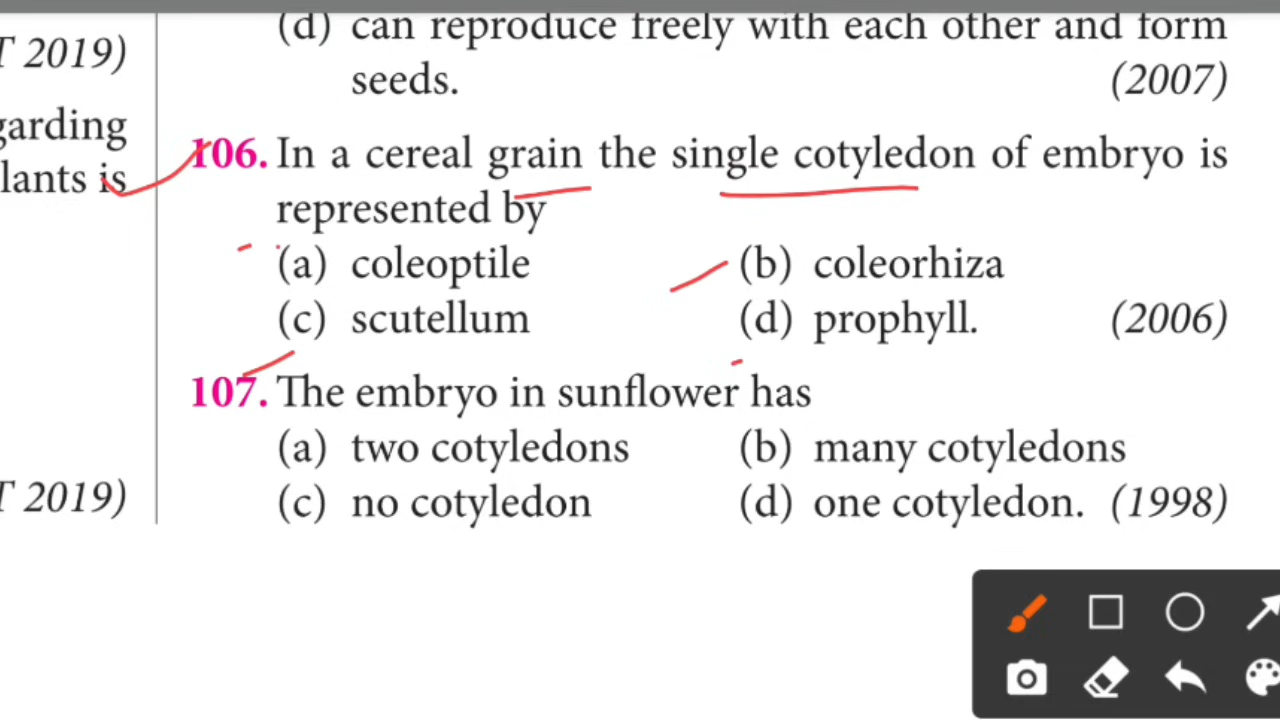 T 2019)
garding
lants is
T 2019)
(d) can reproduce freely with each other and form
seeds. (2007)
106. In a cereal grain the single cotyledon of embryo is
represented by
(a) coleoptile (b) coleorhiza
(c) scutellum (d) prophyll. (2006)
107. The embryo in sunflower has
(a) two cotyledons (b) many cotyledons
(c) no cotyledon (d) one cotyledon. (1998)